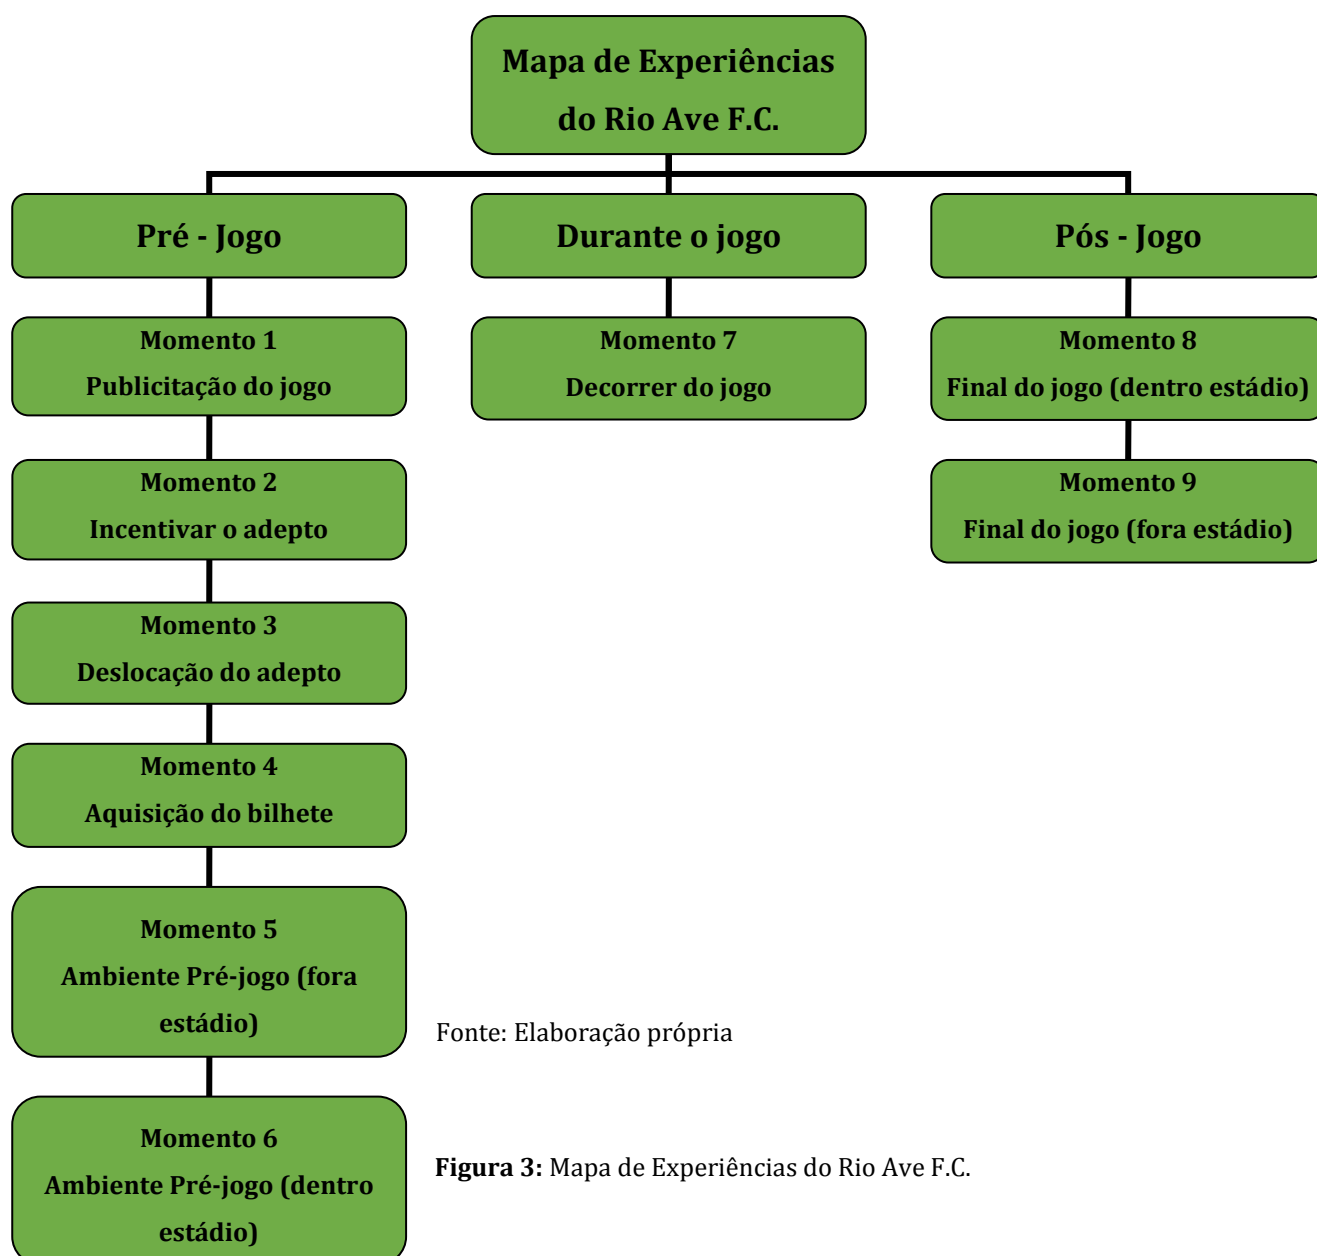 Mapa de Experiências
do Rio Ave F.C.
Pré - Jogo
Momento 1
Publicitação do jogo
Momento 2
Incentivar o adepto
Momento 3
Deslocação do adepto
Momento 4
Aquisição do bilhete
Momento 5
Ambiente Pré-jogo (fora
estádio)
Momento 6
Ambiente Pré-jogo (dentro
estádio)
Durante o jogo
Momento 7
Decorrer do jogo
Pós - Jogo
Momento 8
Final do jogo (dentro estádio)
Momento 9
Final do jogo (fora estádio)
Fonte: Elaboração própria
Figura 3: Mapa de Experiências do Rio Ave F.C.